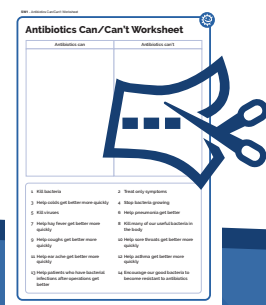 SW1 - Antibiotics Can/Can't Worksheet
Antibiotics Can/Can't Worksheet
Antibiotics can
Antibiotics can't
1 Kill bacteria
2 Treat only symptoms
3 Help colds get better more quickly
4 Stop bacteria growing
5 Kill viruses
6 Help pneumonia get better
7 Help hay fever get better more
quickly
8 Kill many of our useful bacteria in
the body
9 Help coughs get better more
quickly
10 Help sore throats get better more
quickly
11 Help ear ache get better more
quickly
12 Help asthma get better more
quickly
13 Help patients who have bacterial
infections after operations get
better
14 Encourage our good bacteria to
become resistant to antibiotics